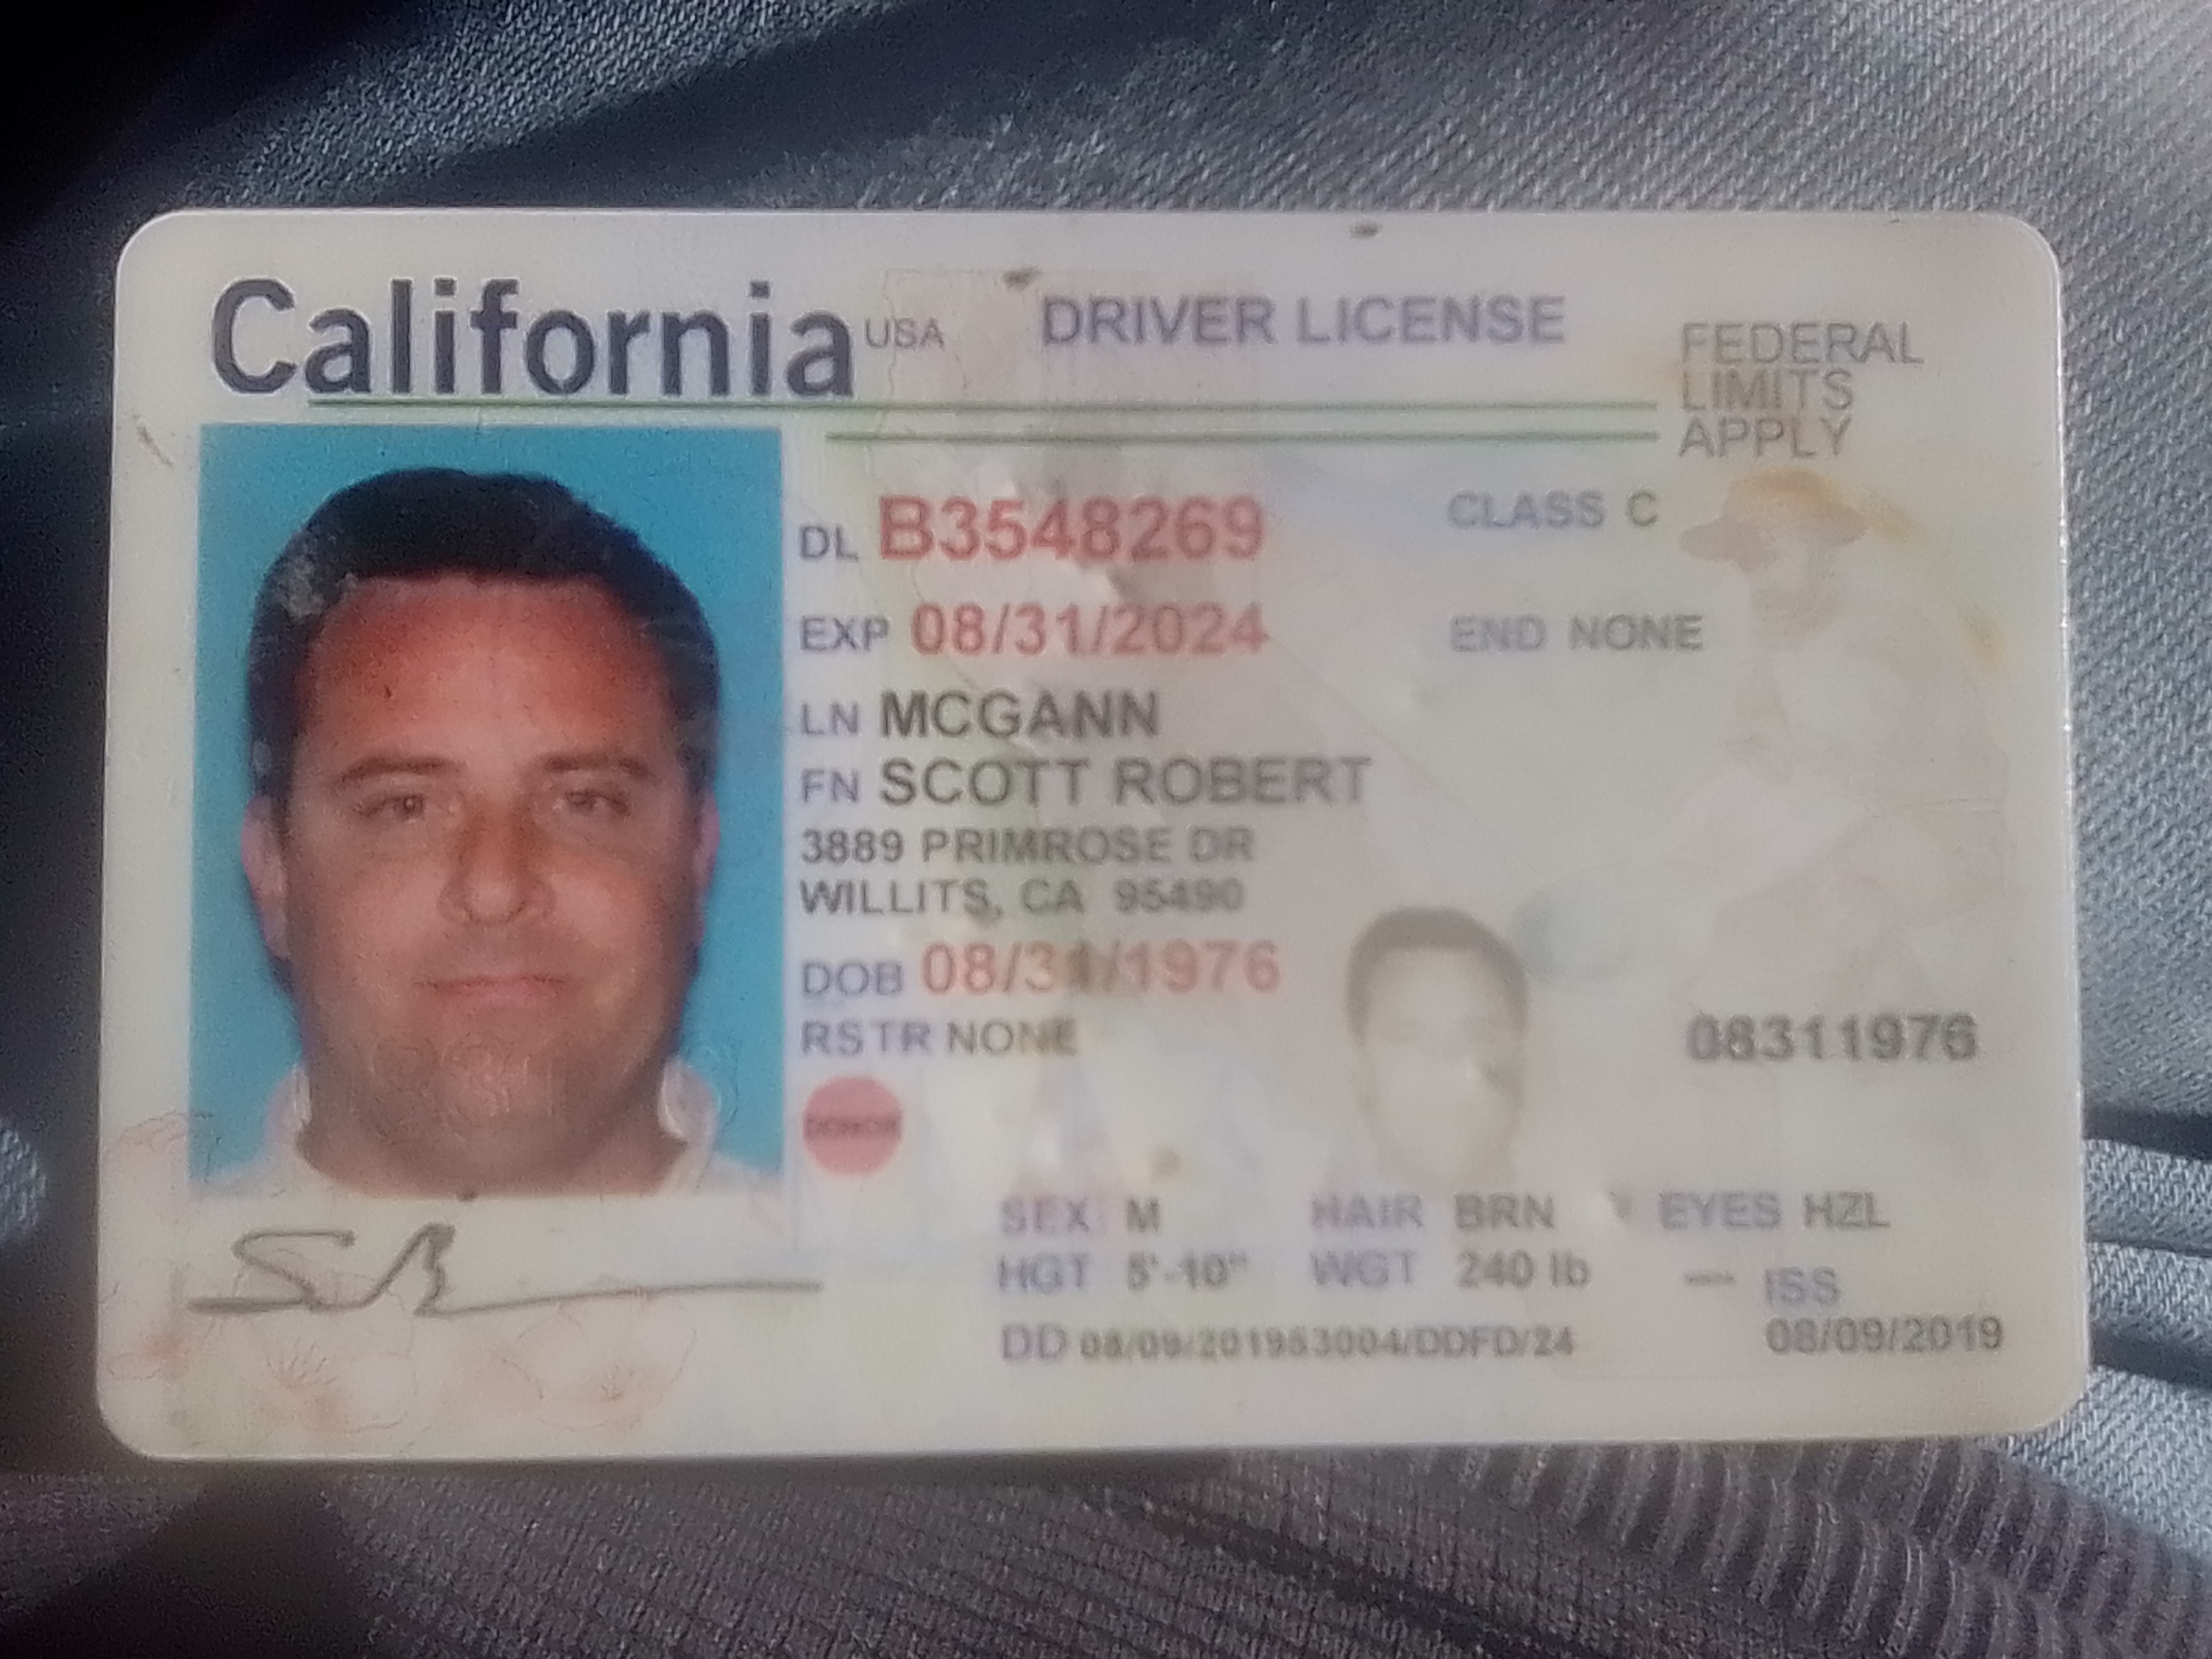 California USA DRIVER LICENSE
FEDERAL
LIMITS
APPLY
DL B3548269
CLASS C
EXP 08/31/2024
END NONE
LN MCGANN
FN SCOTT ROBERT
3889 PRIMROSE DR
WILLITS, CA 95490
DOB 08/31/1976
RSTR NONE
08311976
DONOR
SEX M HAIR BRN EYES HZL
HGT 5'-10" WGT 240 lb
ISS
DD 08/09/201953004/DDFD/24
08/09/2019